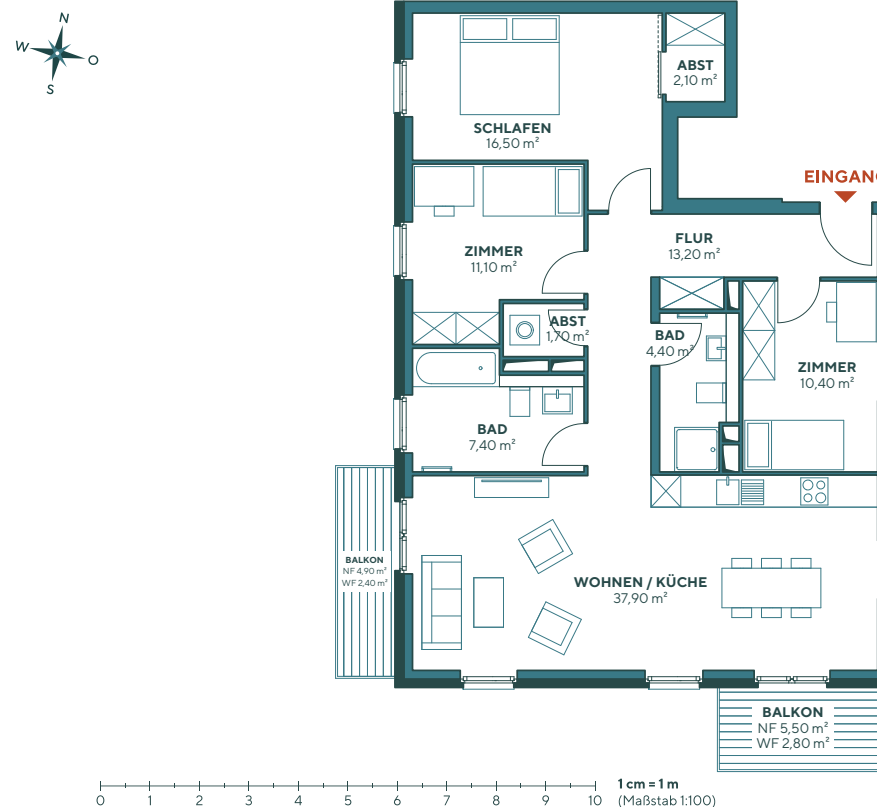 N
W
O
S
ABST
2,10 m²
SCHLAFEN
16,50 m²
EINGANG
FLUR
13,20 m²
ZIMMER
11,10 m²
ABST
1,70 m²
BAD
4,40 m²
ZIMMER
10,40 m²
BAD
7,40 m²
BALKON
NF 4,90 m²
WF 2,40 m²
WOHNEN / KÜCHE
37,90 m²
BALKON
NF 5,50 m²
WF 2,80 m²
1 cm = 1 m
(Maßstab 1:100)
0 1 2 3 4 5 6 7 8 9 10